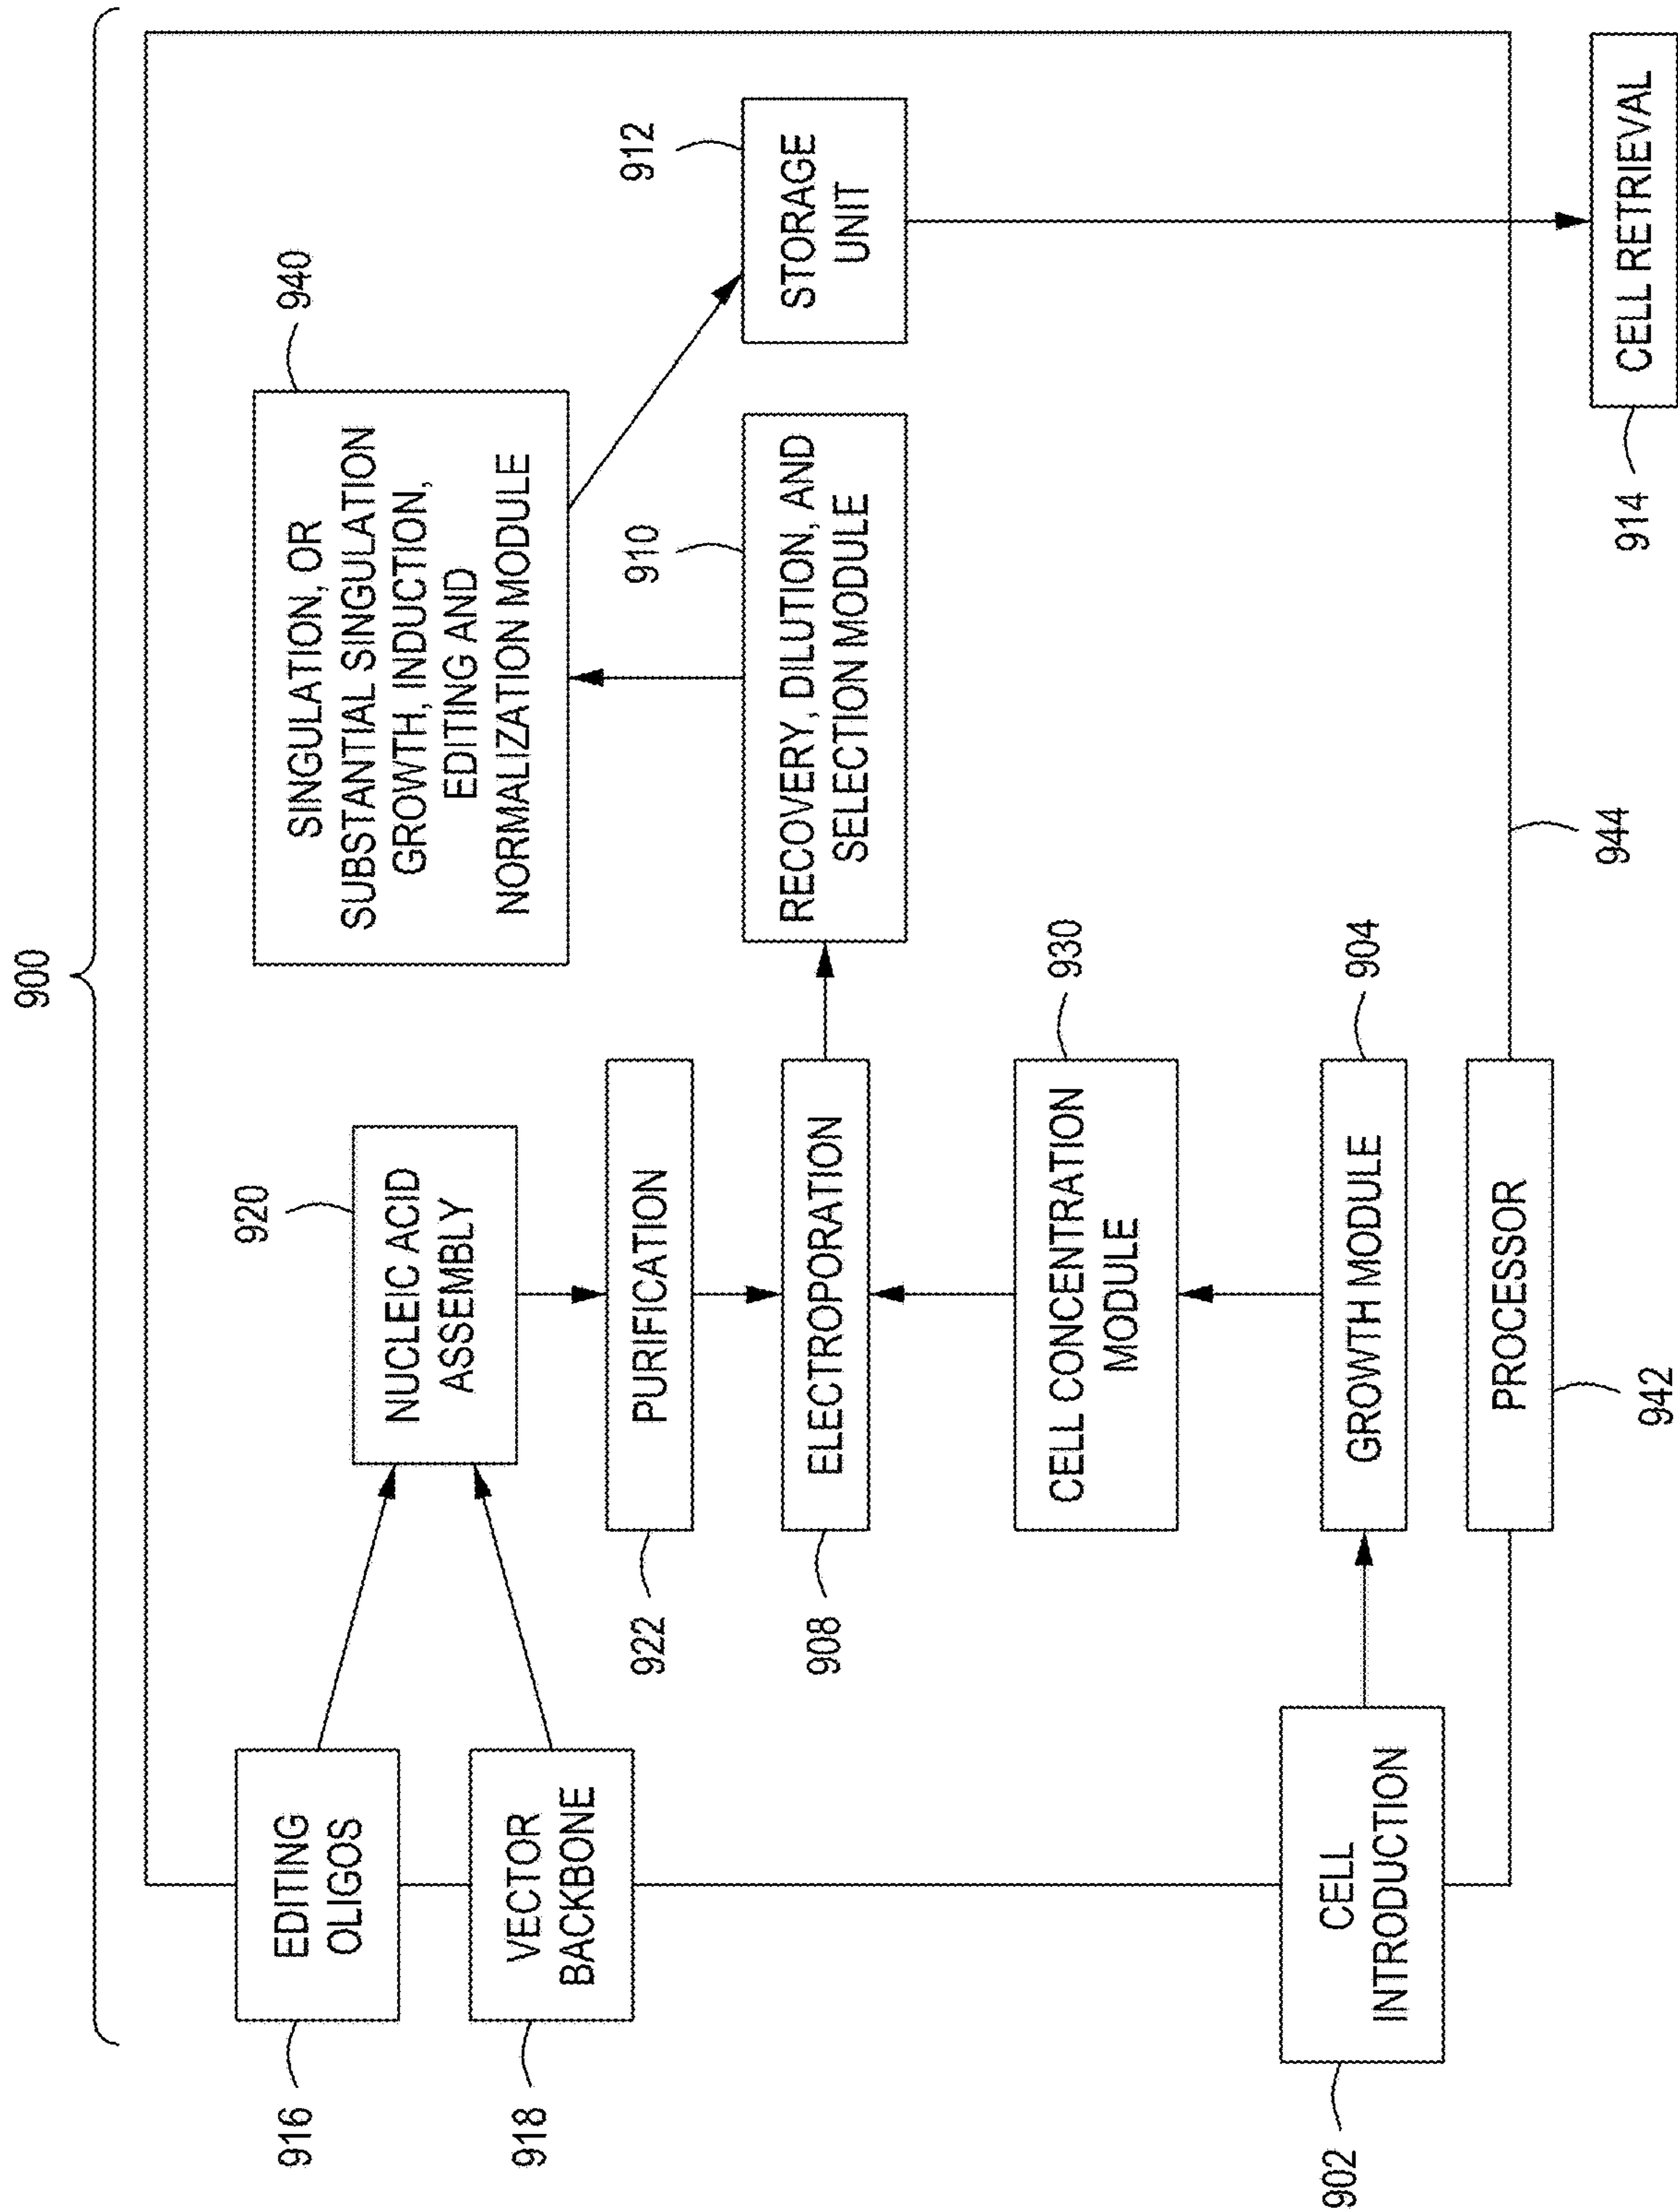 900
916
EDITING
OLIGOS
918
VECTOR
BACKBONE
920
NUCLEIC ACID
ASSEMBLY
922
PURIFICATION
908
ELECTROPORATION
930
CELL CONCENTRATION
MODULE
904
GROWTH MODULE
902
CELL
INTRODUCTION
942
PROCESSOR
944
940
SINGULATION, OR
SUBSTANTIAL SINGULATION
GROWTH, INDUCTION,
EDITING AND
NORMALIZATION MODULE
910
RECOVERY, DILUTION, AND
SELECTION MODULE
912
STORAGE
UNIT
914
CELL RETRIEVAL